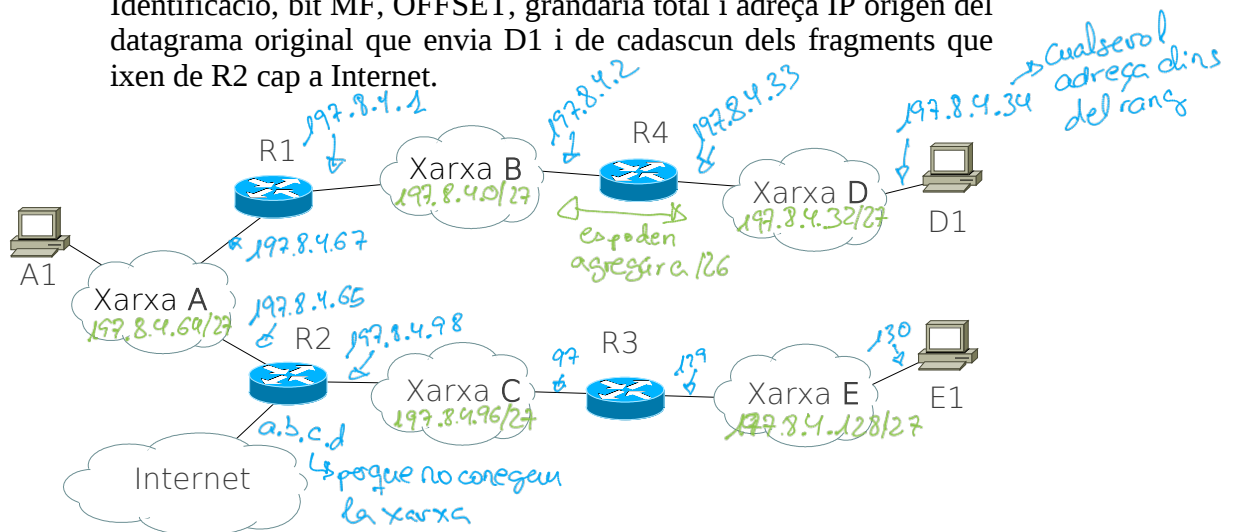 Identificació, bit MF, OFFSET, grandària total i adreça IP origen del
datagrama original que envia D1 i de cadascun dels fragments que
ixen de R2 cap a Internet.
cualsevol
adreça dins
del rang
197.8.4.1
197.8.4.2
197.8.4.33
197.8.4.34
R1
R4
Xarxa B
197.8.4.0/27
Xarxa D
197.8.4.32/27
D1
es poden
agregar a /26
A1
197.8.4.67
Xarxa A
197.8.4.64/27
197.8.4.65
R2
197.8.4.98
97
R3
129
130
Xarxa C
197.8.4.96/27
Xarxa E
197.8.4.128/27
E1
a.b.c.d
Internet
porque no conegem
la xarxa